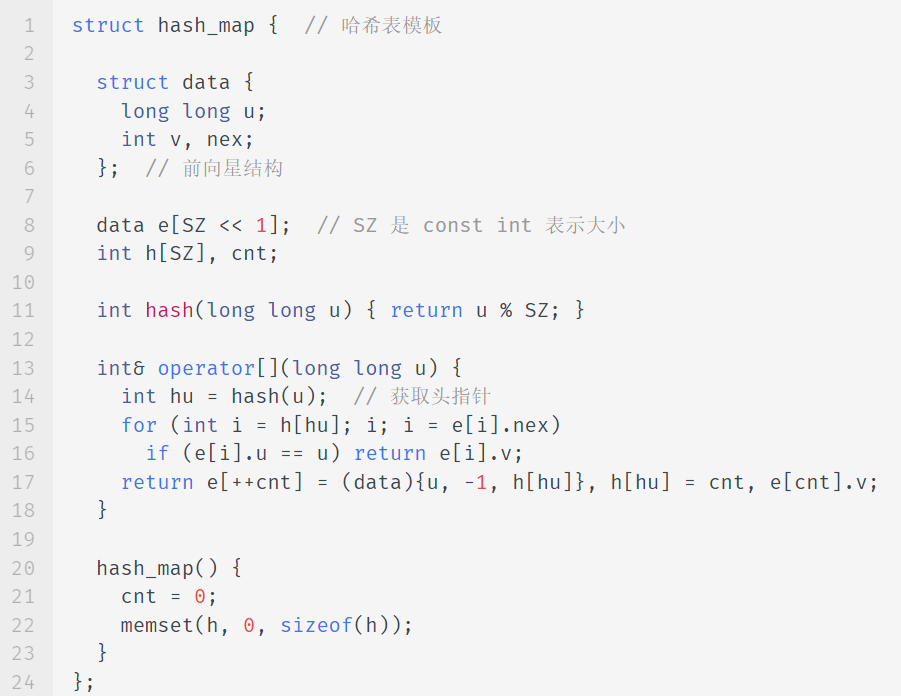 1 struct hash_map {  // 哈希表模板
2
3   struct data {
4     long long u;
5     int v, nex;
6   };  // 前向星结构
7
8   data e[SZ << 1];  // SZ 是 const int 表示大小
9   int h[SZ], cnt;
10
11   int hash(long long u) { return u % SZ; }
12
13   int& operator[](long long u) {
14     int hu = hash(u);  // 获取头指针
15     for (int i = h[hu]; i; i = e[i].nex)
16       if (e[i].u == u) return e[i].v;
17     return e[++cnt] = (data){u, -1, h[hu]}, h[hu] = cnt, e[cnt].v;
18   }
19
20   hash_map() {
21     cnt = 0;
22     memset(h, 0, sizeof(h));
23   }
24 };